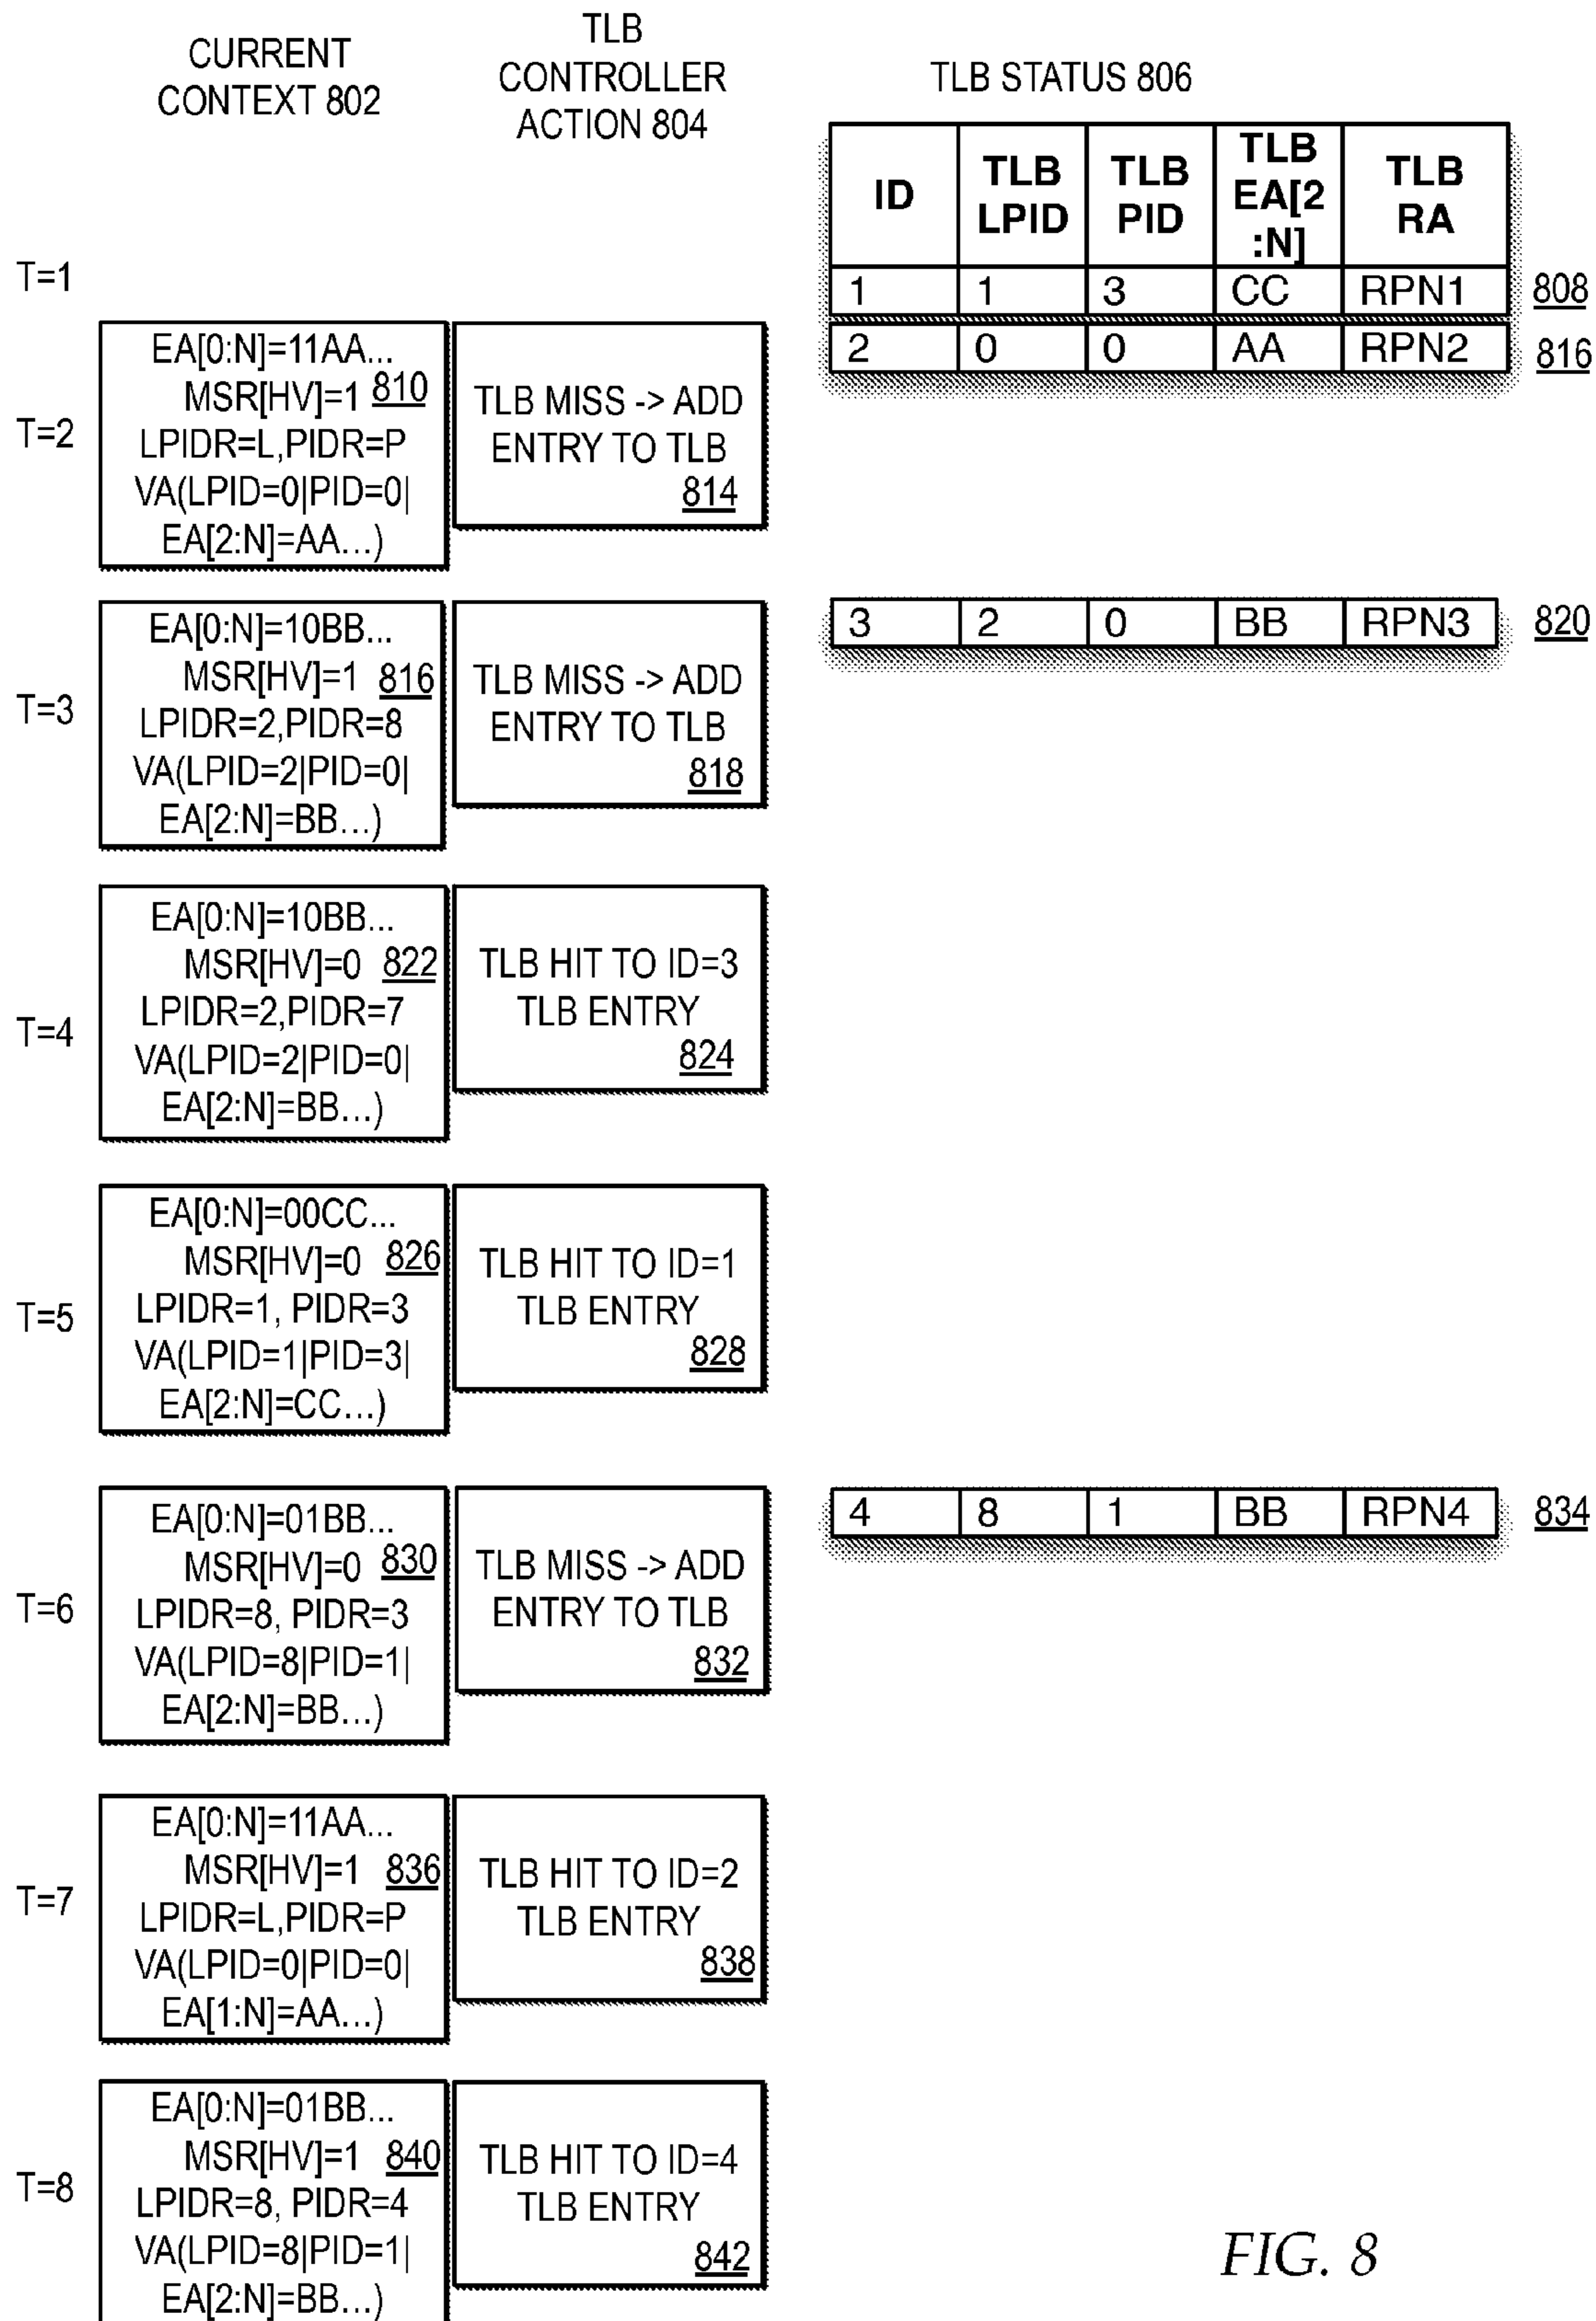 CURRENT
CONTEXT 802
TLB
CONTROLLER
ACTION 804
TLB STATUS 806
ID
TLB
LPID
TLB
PID
TLB
EA[2
:N]
TLB
RA
T=1
1 1 3 CC RPN1 808
2 0 0 AA RPN2 816
T=2
EA[0:N]=11AA...
MSR[HV]=1 810
LPIDR=L,PIDR=P
VA(LPID=0|PID=0|
EA[2:N]=AA...)
TLB MISS -> ADD
ENTRY TO TLB
814
T=3
EA[0:N]=10BB...
MSR[HV]=1 816
LPIDR=2,PIDR=8
VA(LPID=2|PID=0|
EA[2:N]=BB...)
TLB MISS -> ADD
ENTRY TO TLB
818
3 2 0 BB RPN3 820
T=4
EA[0:N]=10BB...
MSR[HV]=0 822
LPIDR=2,PIDR=7
VA(LPID=2|PID=0|
EA[2:N]=BB...)
TLB HIT TO ID=3
TLB ENTRY
824
T=5
EA[0:N]=00CC...
MSR[HV]=0 826
LPIDR=1, PIDR=3
VA(LPID=1|PID=3|
EA[2:N]=CC...)
TLB HIT TO ID=1
TLB ENTRY
828
T=6
EA[0:N]=01BB...
MSR[HV]=0 830
LPIDR=8, PIDR=3
VA(LPID=8|PID=1|
EA[2:N]=BB...)
TLB MISS -> ADD
ENTRY TO TLB
832
4 8 1 BB RPN4 834
T=7
EA[0:N]=11AA...
MSR[HV]=1 836
LPIDR=L,PIDR=P
VA(LPID=0|PID=0|
EA[1:N]=AA...)
TLB HIT TO ID=2
TLB ENTRY
838
T=8
EA[0:N]=01BB...
MSR[HV]=1 840
LPIDR=8, PIDR=4
VA(LPID=8|PID=1|
EA[2:N]=BB...)
TLB HIT TO ID=4
TLB ENTRY
842
FIG. 8